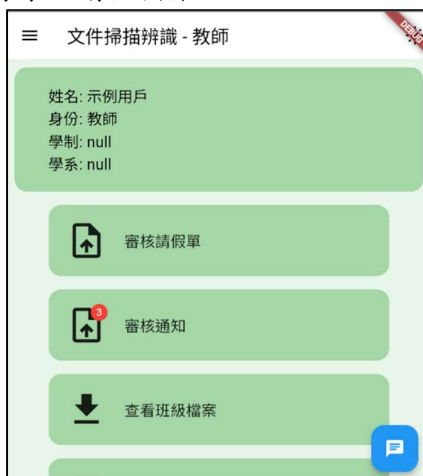 文件掃描辨識 - 教師
DEBUG
姓名: 示例用戶
身份: 教師
學制: null
學系: null
審核請假單
3
審核通知
查看班級檔案